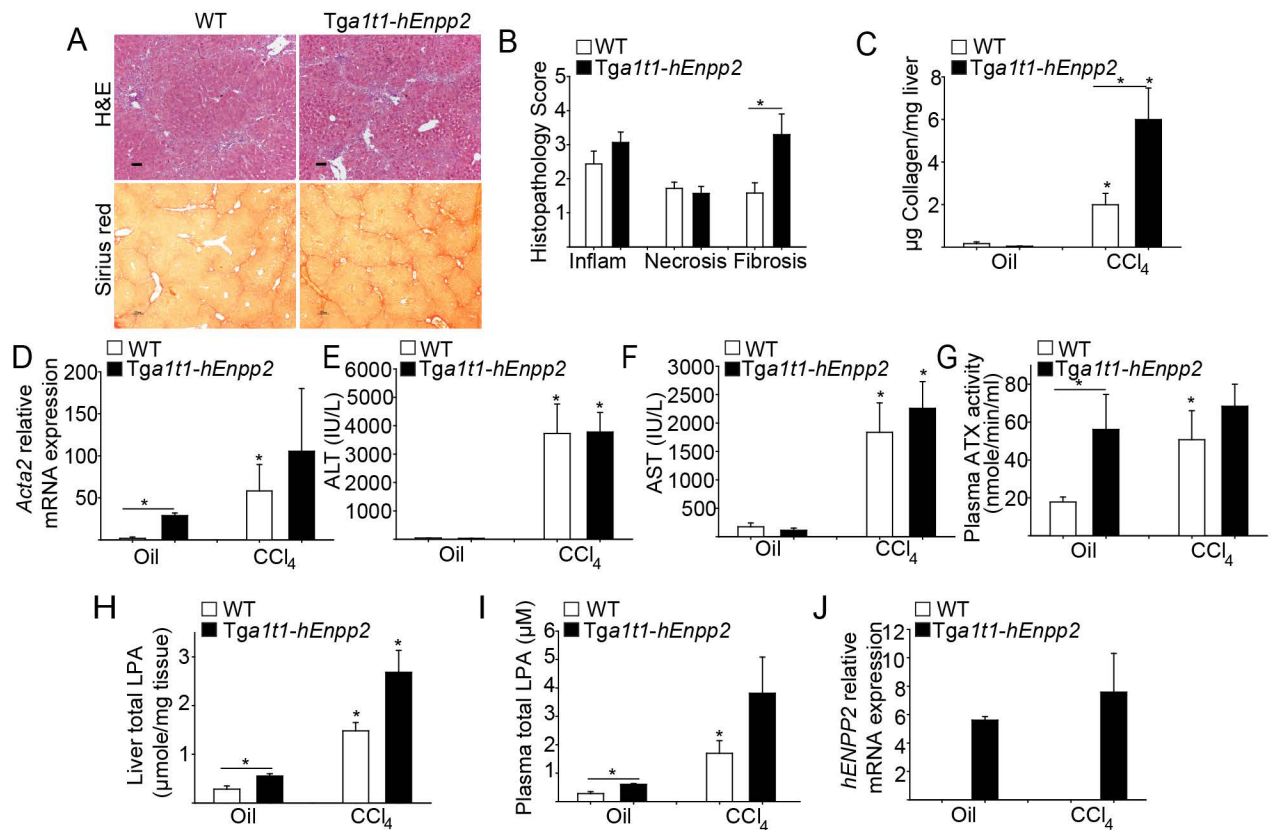 WT Tga1t1-hEnpp2
A
H&E
Sirius red
B
WT
Tga1t1-hEnpp2
Histopathology Score
5
4
3
2
1
Inflam Necrosis Fibrosis
*
C
WT
Tga1t1-hEnpp2
µg Collagen/mg liver
8
6
4
2
* *
*
Oil CCl4
D
WT
Tga1t1-hEnpp2
Acta2 relative
mRNA expression
200
150
100
50
*
*
Oil CCl4
E
WT
Tga1t1-hEnpp2
ALT (IU/L)
6000
5000
4000
3000
2000
1000
* *
Oil CCl4
F
WT
Tga1t1-hEnpp2
AST (IU/L)
3000
2500
2000
1500
1000
500
* *
Oil CCl4
G
WT
Tga1t1-hEnpp2
Plasma ATX activity
(nmole/min/ml)
80
60
40
20
* *
Oil CCl4
H
WT
Tga1t1-hEnpp2
Liver total LPA
(µmole/mg tissue)
3
2
1
*
*
*
Oil CCl4
I
WT
Tga1t1-hEnpp2
Plasma total LPA (µM)
6
5
4
3
2
1
*
*
Oil CCl4
J
WT
Tga1t1-hEnpp2
hENPP2 relative
mRNA expression
12
10
8
6
4
2
Oil CCl4